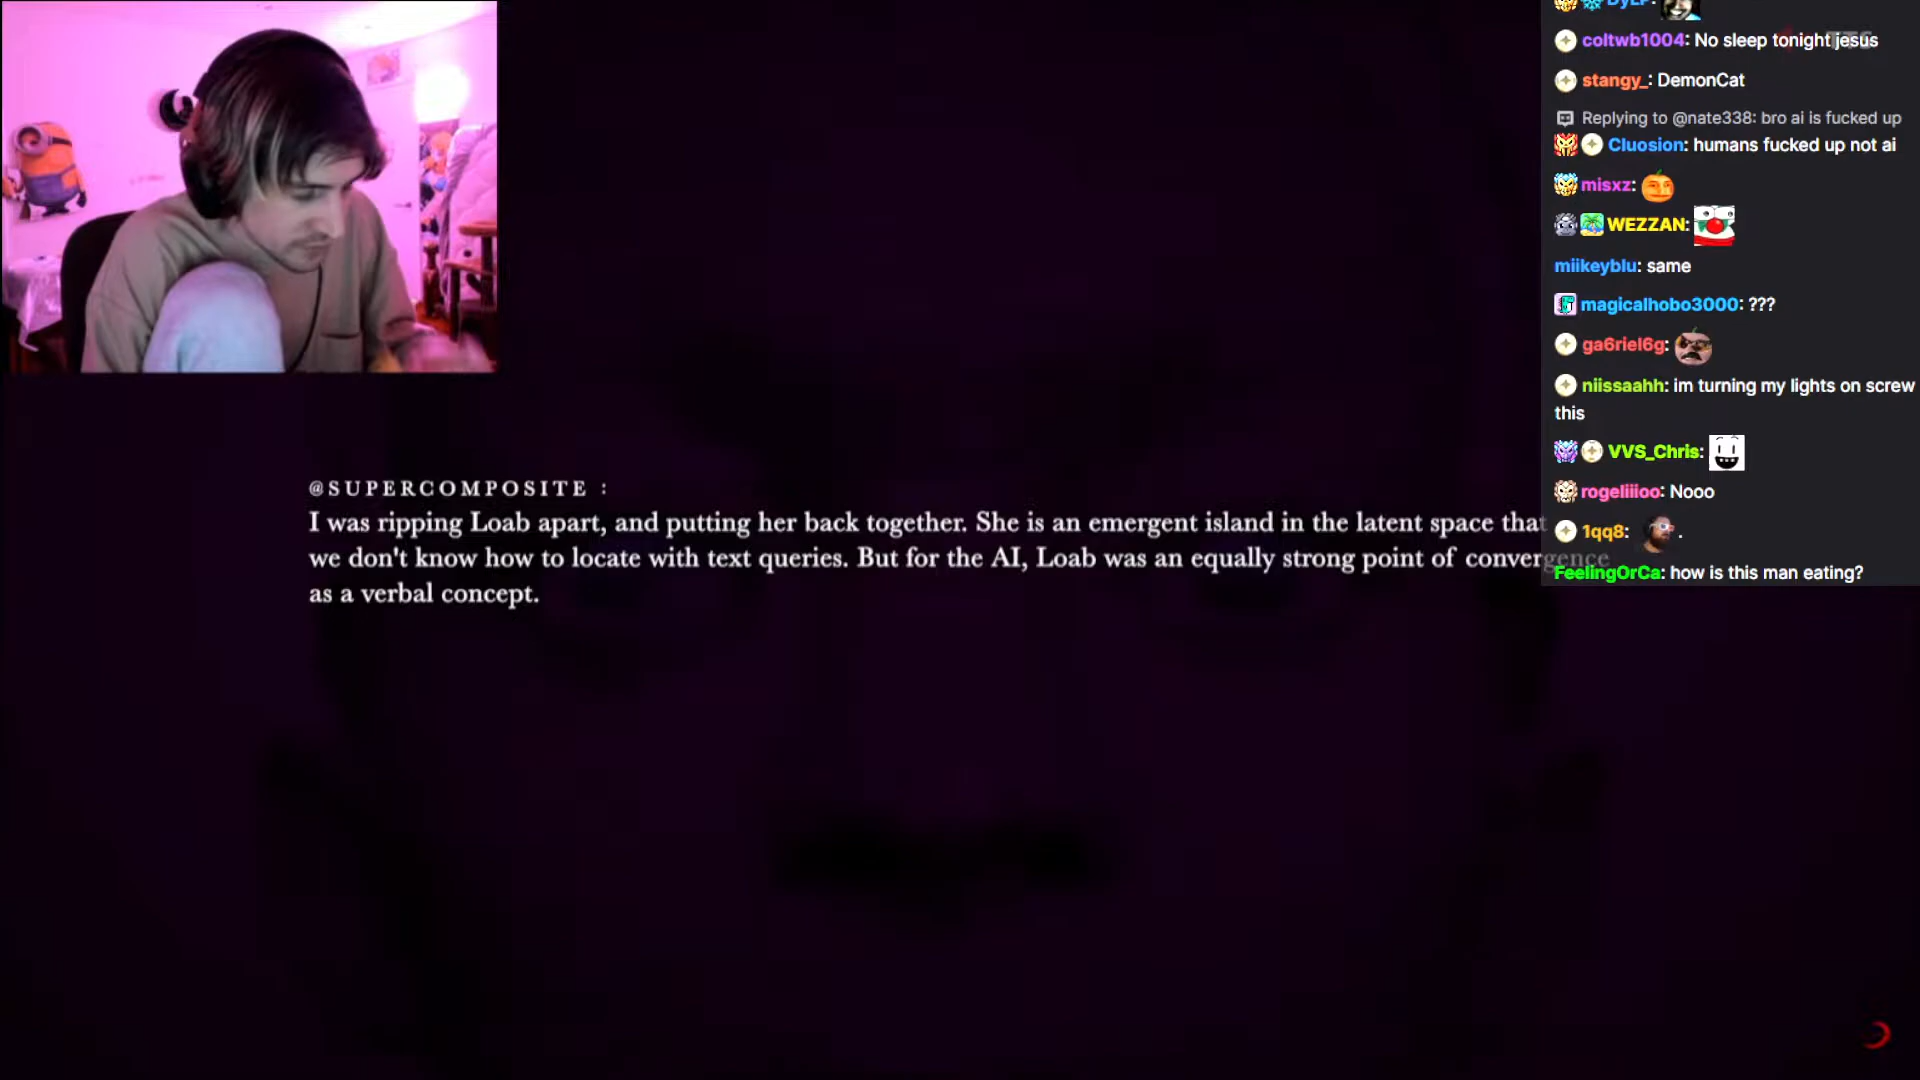 @SUPERCOMPOSITE :
I was ripping Loab apart, and putting her back together. She is an emergent island in the latent space that
we don't know how to locate with text queries. But for the AI, Loab was an equally strong point of convergence
as a verbal concept.
DyLP:
TTS
coltwb1004: No sleep tonight jesus
stangy_: DemonCat
Replying to @nate338: bro ai is fucked up
Cluosion: humans fucked up not ai
misxz:
WEZZAN:
miikeyblu: same
magicalhobo3000: ???
ga6riel6g:
niissaahh: im turning my lights on screw
this
VVS_Chris:
rogeliiioo: Nooo
1qq8: .
FeelingOrCa: how is this man eating?